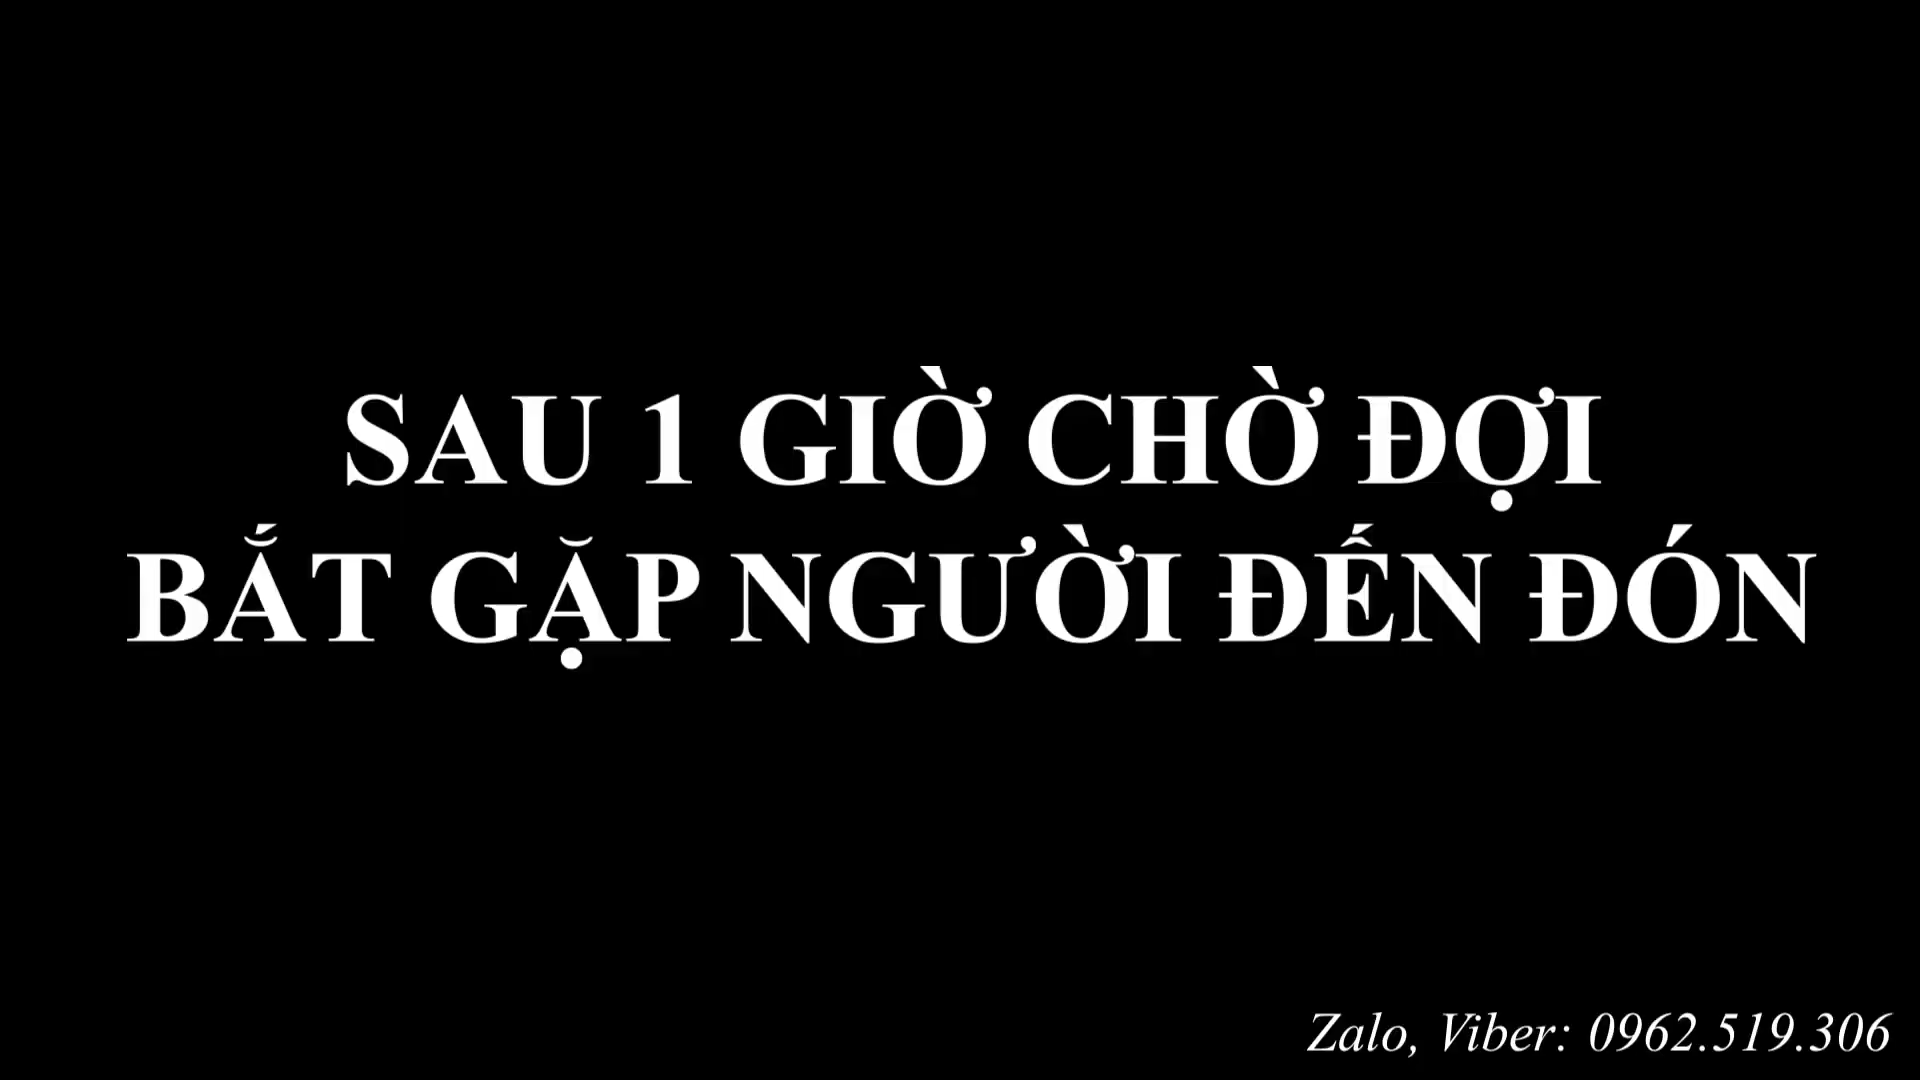 SAU 1 GIỜ CHỜ ĐỢI
BẮT GẶP NGƯỜI ĐẾN ĐÓN
Zalo, Viber: 0962.519.306